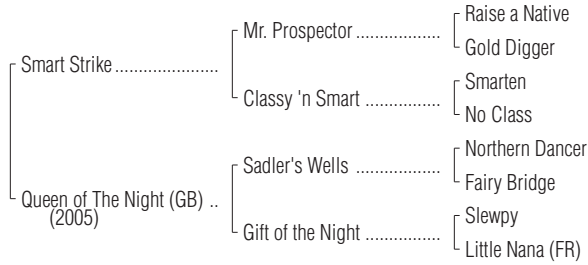 Raise a Native
Mr. Prospector ..................
Gold Digger
Smart Strike ......................
Smarten
Classy 'n Smart ................
No Class
Northern Dancer
Sadler's Wells ..................
Fairy Bridge
Queen of The Night (GB) ..
(2005)
Slewpy
Gift of the Night ................
Little Nana (FR)